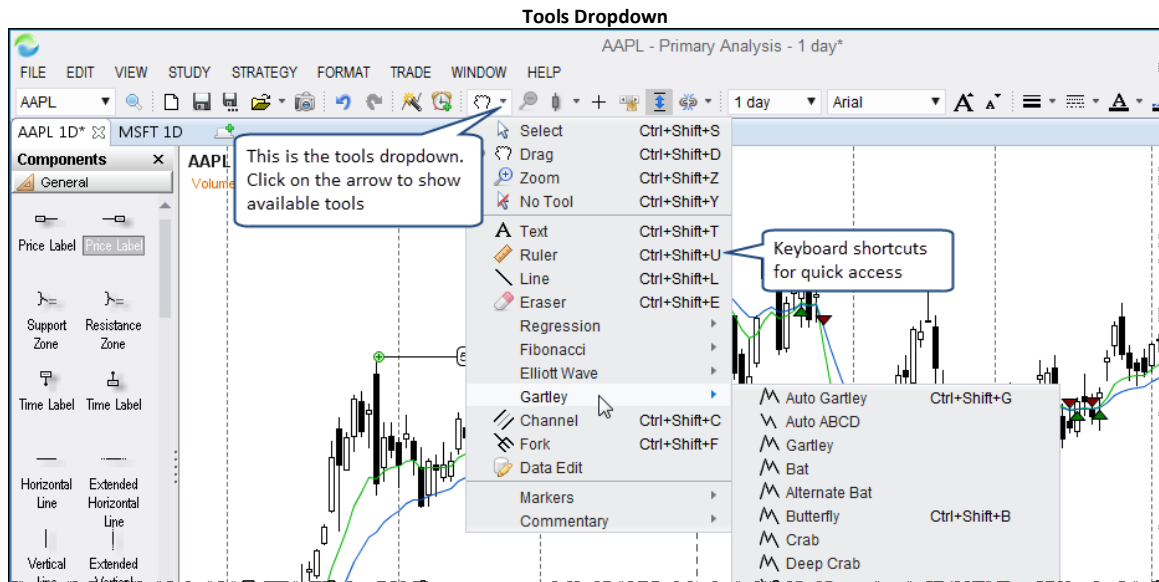 Tools Dropdown
AAPL - Primary Analysis - 1 day*
FILE EDIT VIEW STUDY STRATEGY FORMAT TRADE WINDOW HELP
AAPL 1 day Arial A A A
AAPL 1D* MSFT 1D
Components x
General
Price Label Price Label
Support Zone Resistance Zone
Time Label Time Label
Horizontal Line Extended Horizontal Line
Vertical Extended
AAPL
Volume
This is the tools dropdown.
Click on the arrow to show
available tools
Select Ctrl+Shift+S
Drag Ctrl+Shift+D
Zoom Ctrl+Shift+Z
No Tool Ctrl+Shift+Y
A Text Ctrl+Shift+T
Ruler Ctrl+Shift+U
Line Ctrl+Shift+L
Eraser Ctrl+Shift+E
Regression
Fibonacci
Elliott Wave
Gartley
Channel Ctrl+Shift+C
Fork Ctrl+Shift+F
Data Edit
Markers
Commentary
Keyboard shortcuts
for quick access
Auto Gartley Ctrl+Shift+G
Auto ABCD
Gartley
Bat
Alternate Bat
Butterfly Ctrl+Shift+B
Crab
Deep Crab